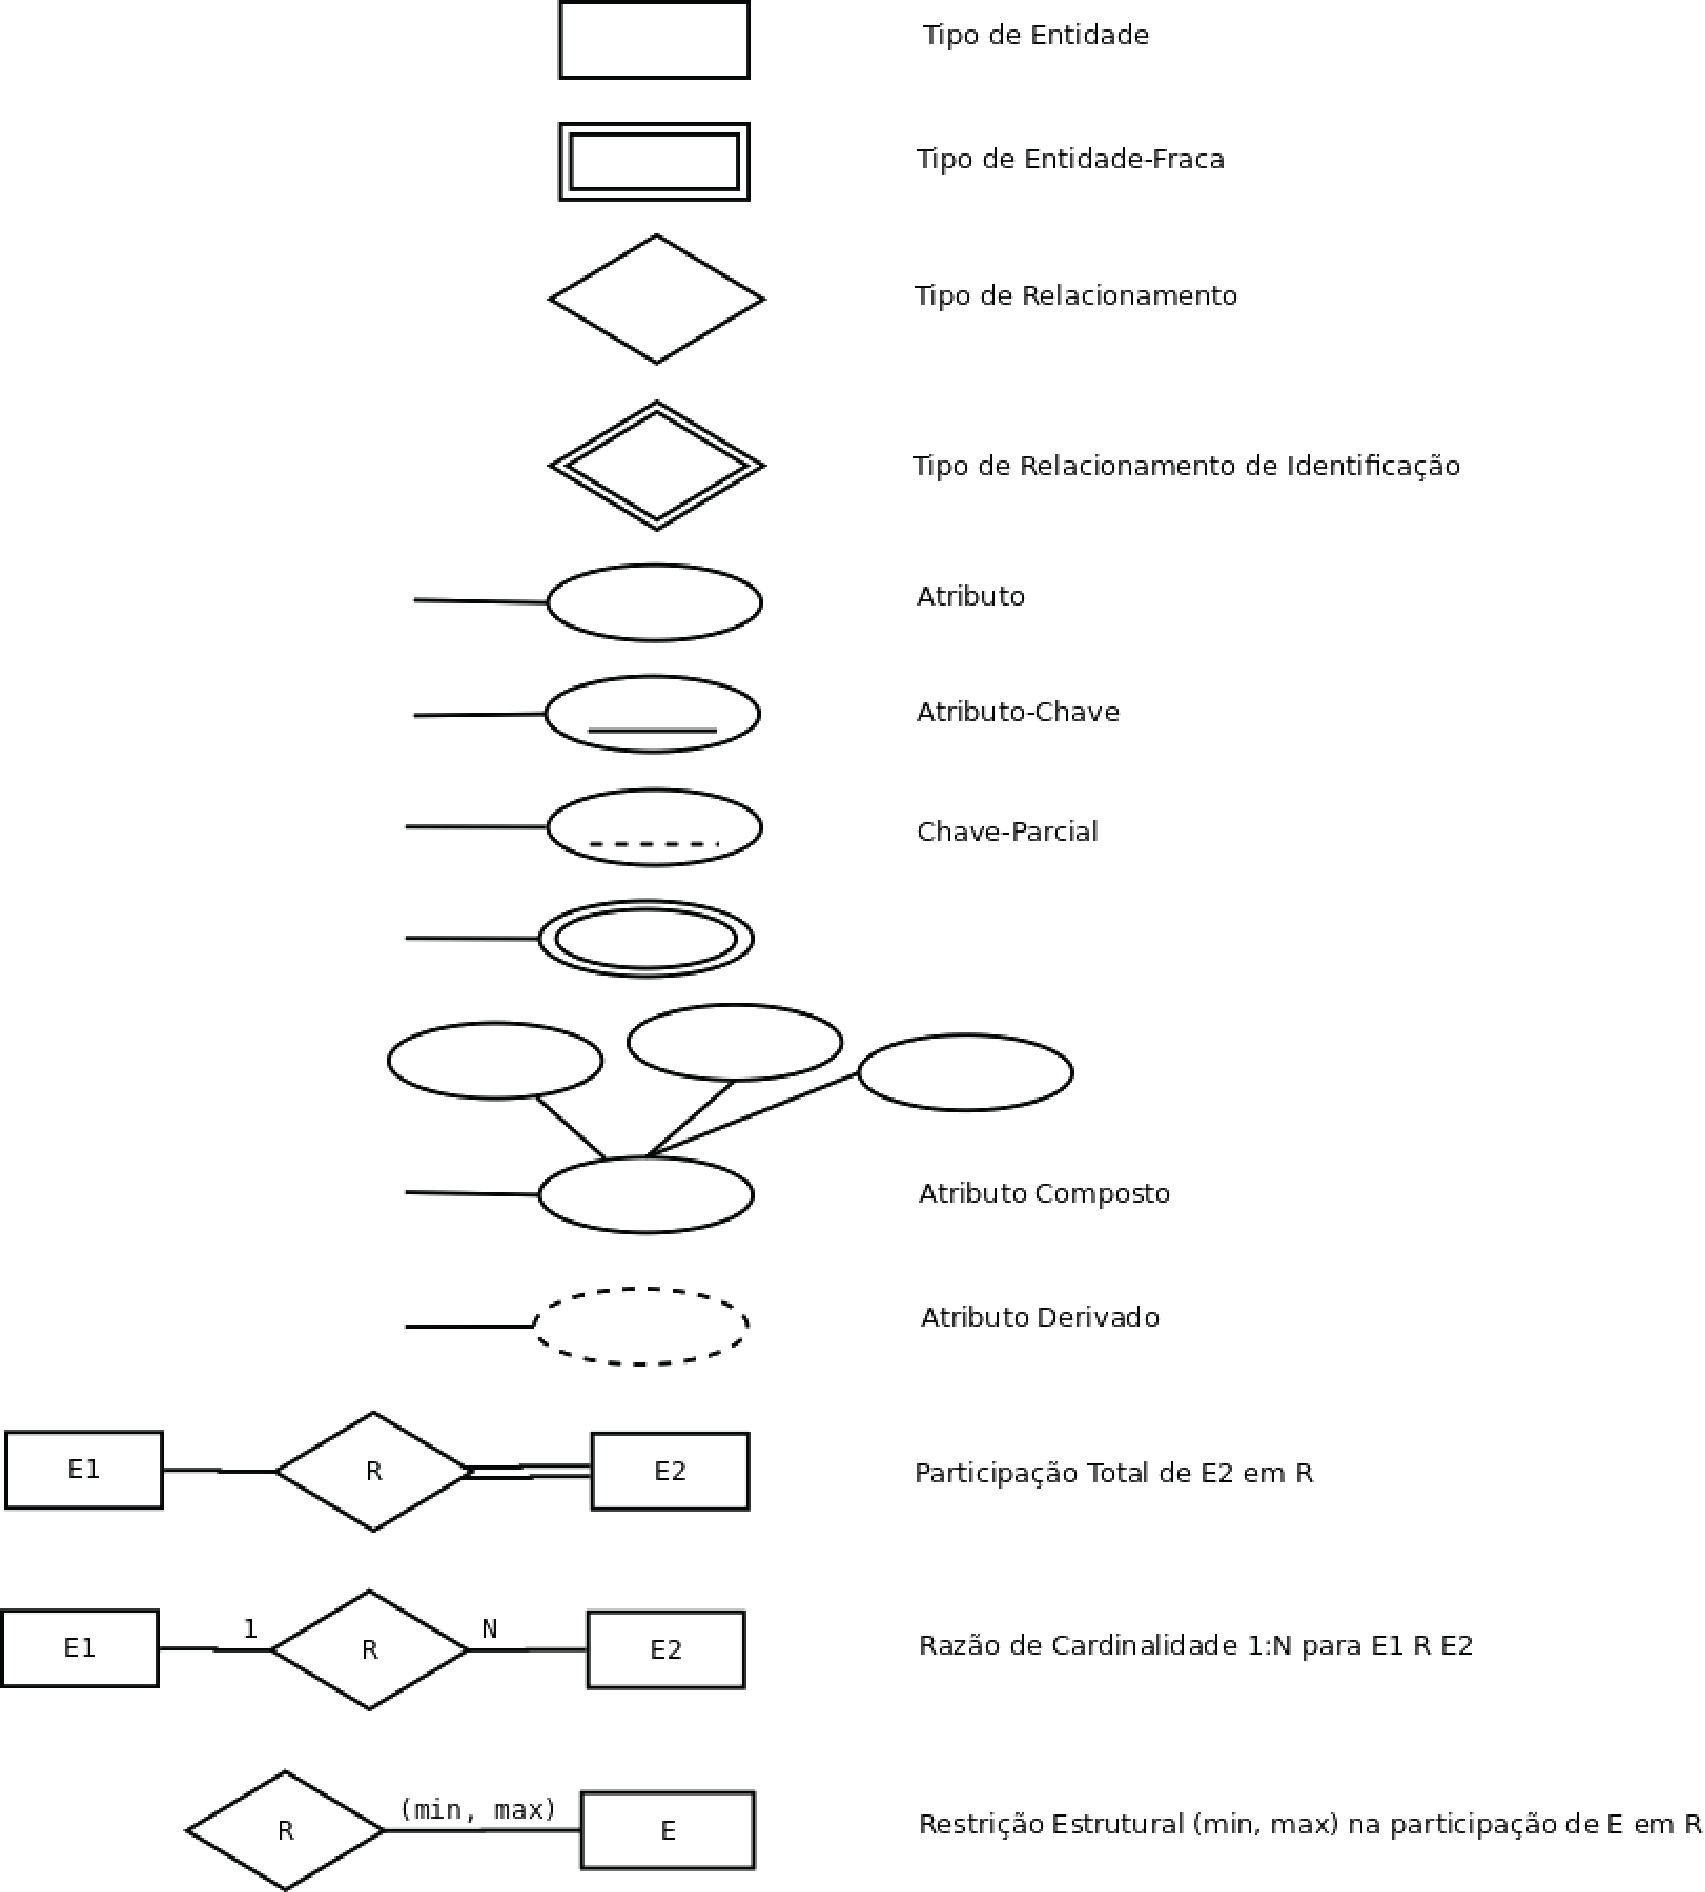 Tipo de Entidade
Tipo de Entidade-Fraca
Tipo de Relacionamento
Tipo de Relacionamento de Identificação
Atributo
Atributo-Chave
Chave-Parcial
Atributo Composto
Atributo Derivado
E1 R E2 Participação Total de E2 em R
E1 1 R N E2 Razão de Cardinalidade 1:N para E1 R E2
R (min, max) E Restrição Estrutural (min, max) na participação de E em R